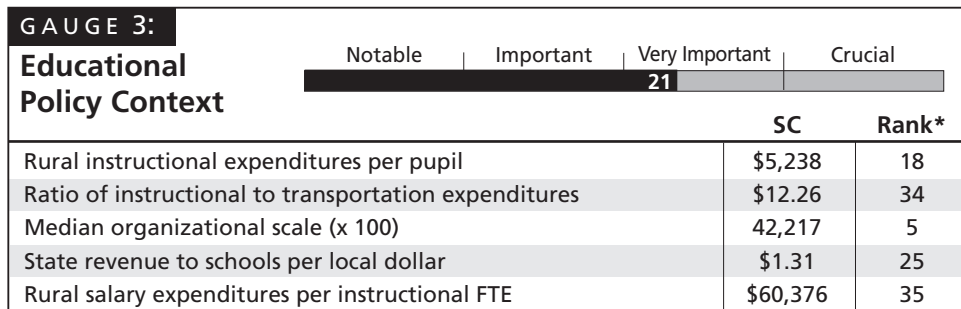 GAUGE 3:
Educational
Policy Context
Notable Important Very Important Crucial
21
SC Rank*
Rural instructional expenditures per pupil $5,238 18
Ratio of instructional to transportation expenditures $12.26 34
Median organizational scale (x 100) 42,217 5
State revenue to schools per local dollar $1.31 25
Rural salary expenditures per instructional FTE $60,376 35